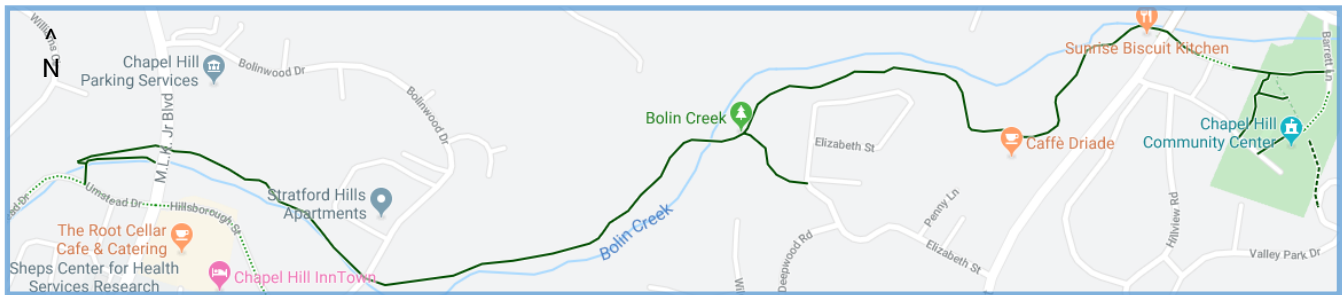 ^
N
Chapel Hill
Parking Services
Bolinwood Dr
Bolinwood Dr
M.L.K. Jr Blvd
Umstead Dr
Hillsborough St
The Root Cellar
Cafe & Catering
Sheps Center for Health
Services Research
Chapel Hill InnTown
Stratford Hills
Apartments
Bolin Creek
Bolin Creek
Elizabeth St
Deepwood Rd
Penny Ln
Elizabeth St
Caffè Driade
Sunrise Biscuit Kitchen
Barrett Ln
Chapel Hill
Community Center
Hillview Rd
Valley Park Dr